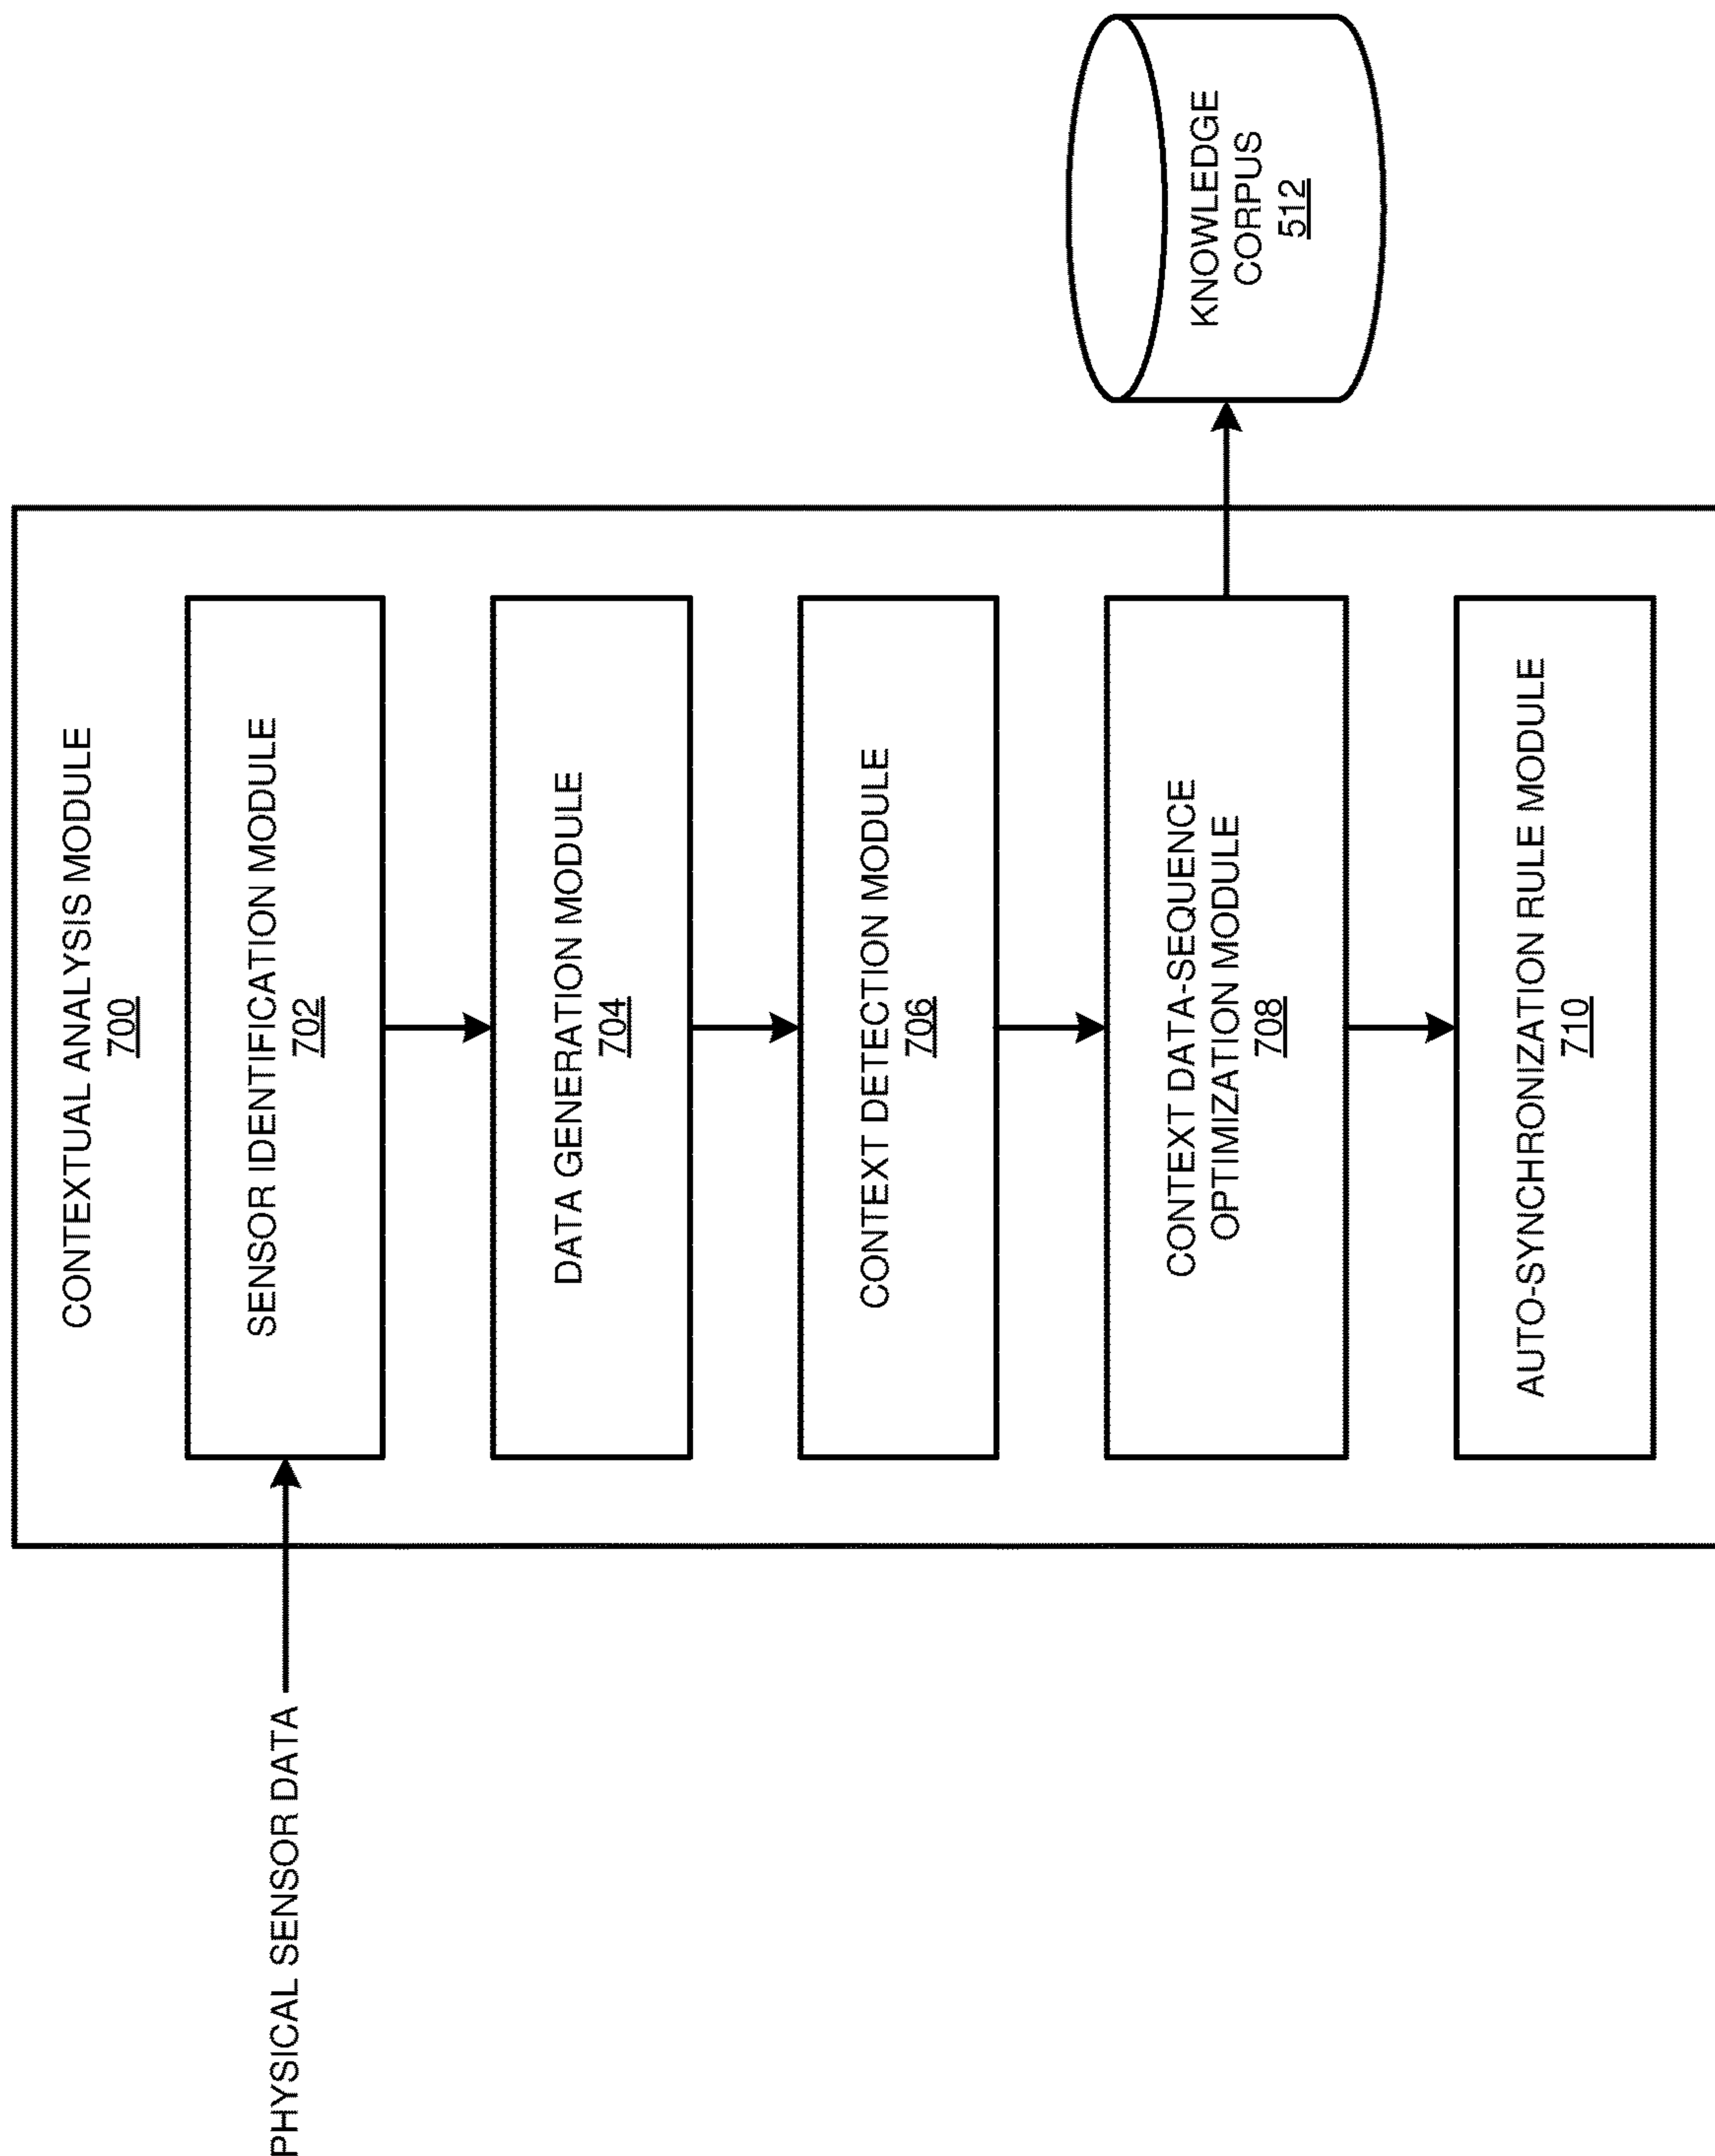 CONTEXTUAL ANALYSIS MODULE
700
PHYSICAL SENSOR DATA
SENSOR IDENTIFICATION MODULE
702
DATA GENERATION MODULE
704
CONTEXT DETECTION MODULE
706
CONTEXT DATA-SEQUENCE
OPTIMIZATION MODULE
708
KNOWLEDGE
CORPUS
512
AUTO-SYNCHRONIZATION RULE MODULE
710